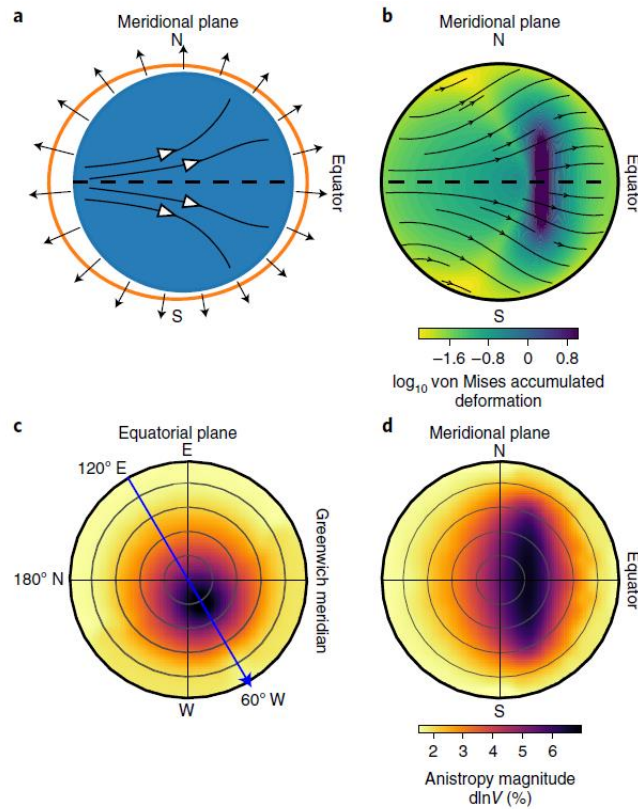 a
Meridional plane
N
Equator
S
b
Meridional plane
N
Equator
S
−1.6 −0.8 0 0.8
log10 von Mises accumulated
deformation
c
Equatorial plane
E
120° E
180° N
Greenwich meridian
W
60° W
d
Meridional plane
N
Equator
S
2 3 4 5 6
Anistropy magnitude
dlnV (%)